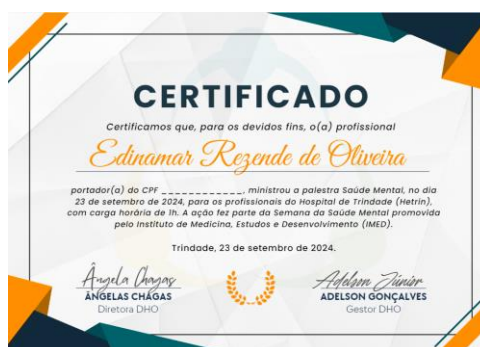 CERTIFICADO
Certificamos que, para os devidos fins, o(a) profissional
Edinamar Rezende de Oliveira
portador(a) do CPF _____________, ministrou a palestra Saúde Mental, no dia
23 de setembro de 2024, para os profissionais do Hospital de Trindade (Hetrin),
com carga horária de 1h. A ação fez parte da Semana da Saúde Mental promovida
pelo Instituto de Medicina, Estudos e Desenvolvimento (IMED).
Trindade, 23 de setembro de 2024.
Ângela Chagas
ÂNGELAS CHAGAS
Diretora DHO
Adelson Júnior
ADELSON GONÇALVES
Gestor DHO